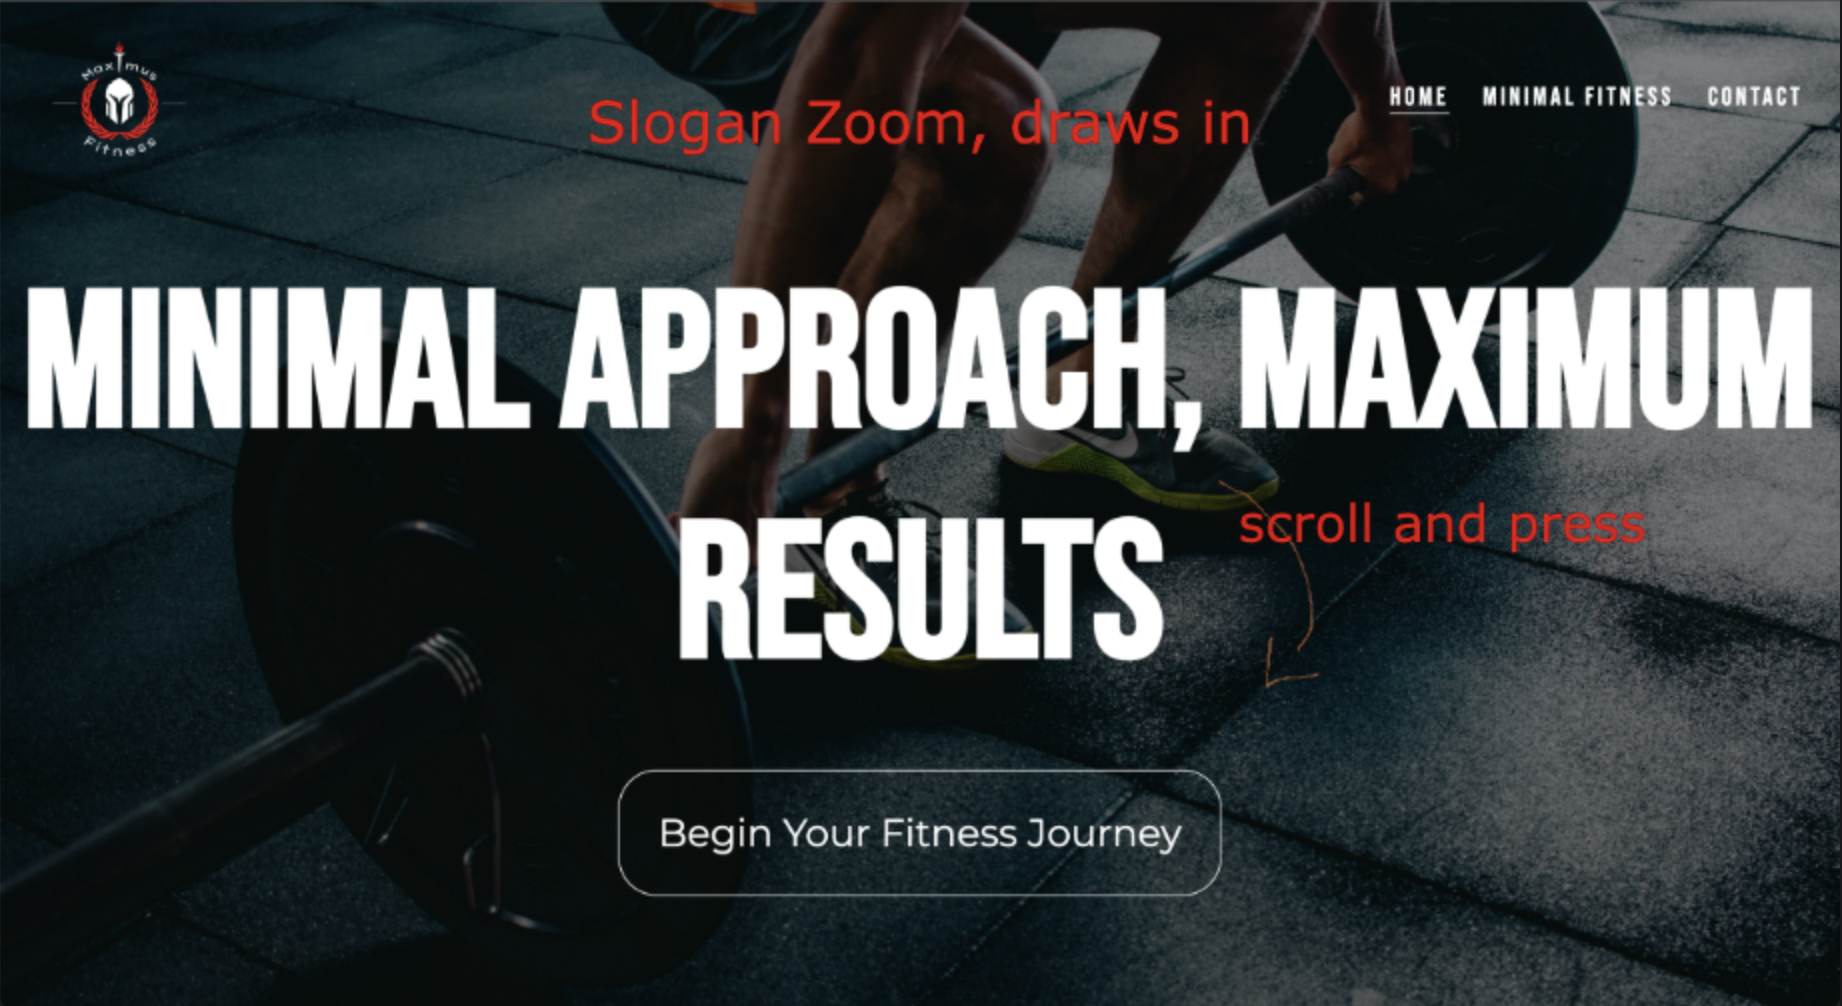 Maximus
Fitness
Slogan Zoom, draws in
HOME MINIMAL FITNESS CONTACT
MINIMAL APPROACH, MAXIMUM
RESULTS
scroll and press
Begin Your Fitness Journey